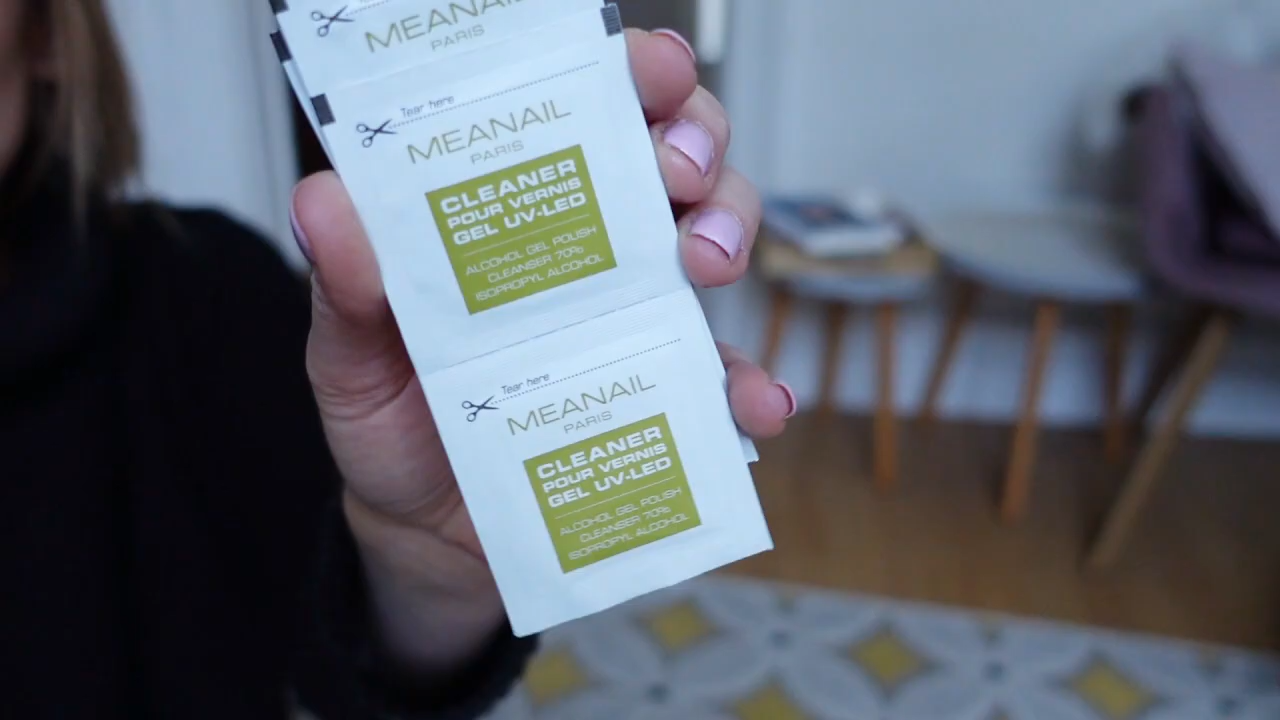 MEANAIL
PARIS
Tear here
MEANAIL
PARIS
CLEANER
POUR VERNIS
GEL UV-LED
ALCOHOL GEL POLISH
CLEANSER 70%
ISOPROPYL ALCOHOL
Tear here
MEANAIL
PARIS
CLEANER
POUR VERNIS
GEL UV-LED
ALCOHOL GEL POLISH
CLEANSER 70%
ISOPROPYL ALCOHOL